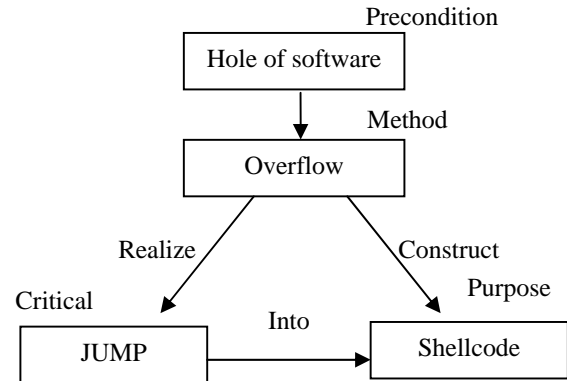 Precondition
Hole of software
Method
Overflow
Realize
Construct
Critical
Purpose
Into
JUMP
Shellcode